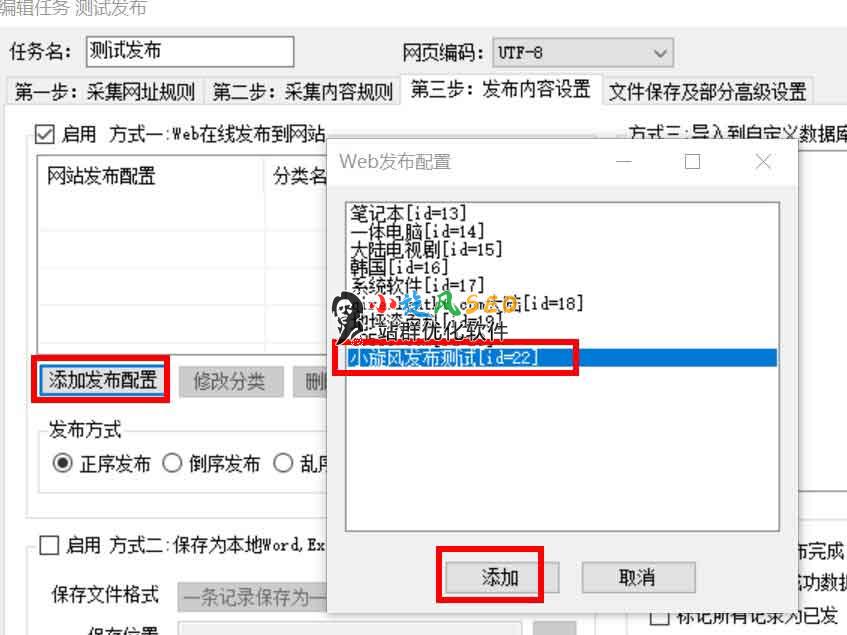 编辑任务 测试发布
任务名： 测试发布 网页编码： UTF-8
第一步：采集网址规则 第二步：采集内容规则 第三步：发布内容设置 文件保存及部分高级设置
启用 方式一：Web在线发布到网站 方式三：导入到自定义数据库
网站发布配置 分类名
Web发布配置
笔记本[id=13]
一体电脑[id=14]
大陆电视剧[id=15]
韩国[id=16]
系统软件[id=17]
[id=18]
小旋风SEO
站群优化软件
小旋风发布测试[id=22]
添加发布配置 修改分类 删
发布方式
正序发布 倒序发布 乱序
启用 方式二：保存为本地Word,Ex
保存文件格式 一条记录保存为一
保存位置
添加 取消
布完成
功数据
标记所有记录为已发